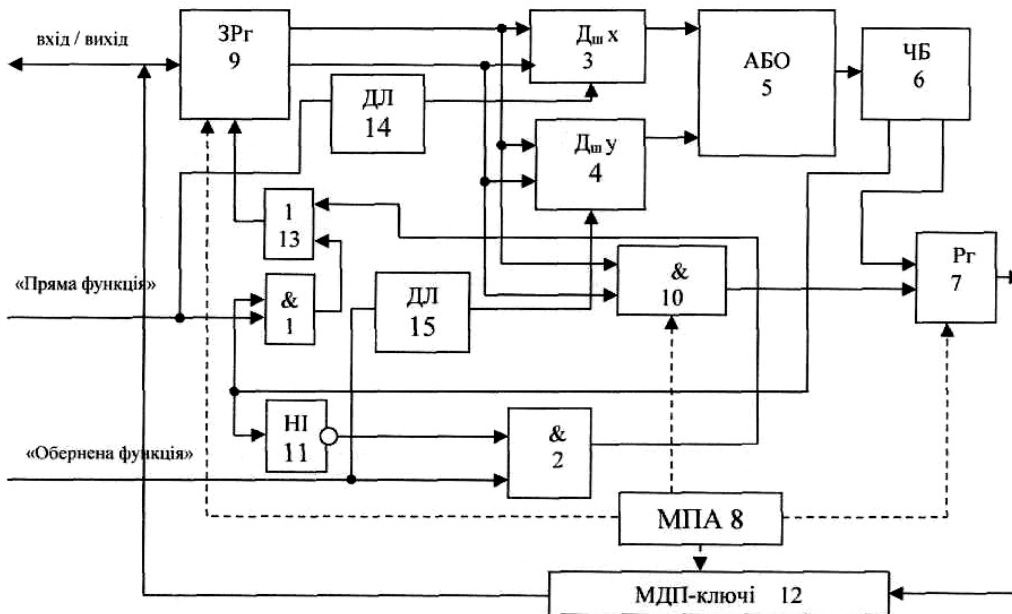 вхід / вихід
ЗРг
9
Дш х
3
АБО
5
ЧБ
6
ДЛ
14
Дш у
4
1
13
«Пряма функція»
&
1
ДЛ
15
&
10
Рг
7
НІ
11
«Обернена функція»
&
2
МПА 8
МДП-ключі 12